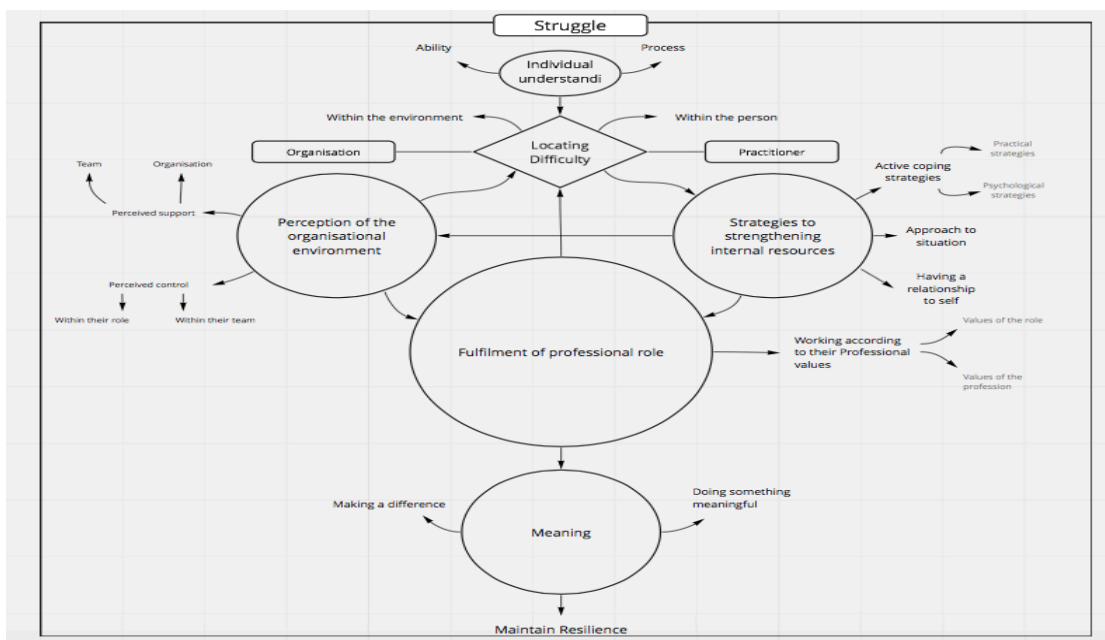 Struggle
Ability
Process
Individual
understandi
Within the environment
Within the person
Locating
Difficulty
Organisation
Practitioner
Team
Organisation
Perceived support
Perception of the
organisational
environment
Strategies to
strengthening
internal resources
Active coping
strategies
Practical
strategies
Psychological
strategies
Approach to
situation
Having a
relationship
to self
Perceived control
Within their role
Within their team
Fulfilment of professional role
Working according
to their Professional
values
Values of the role
Values of the
profession
Making a difference
Doing something
meaningful
Meaning
Maintain Resilience